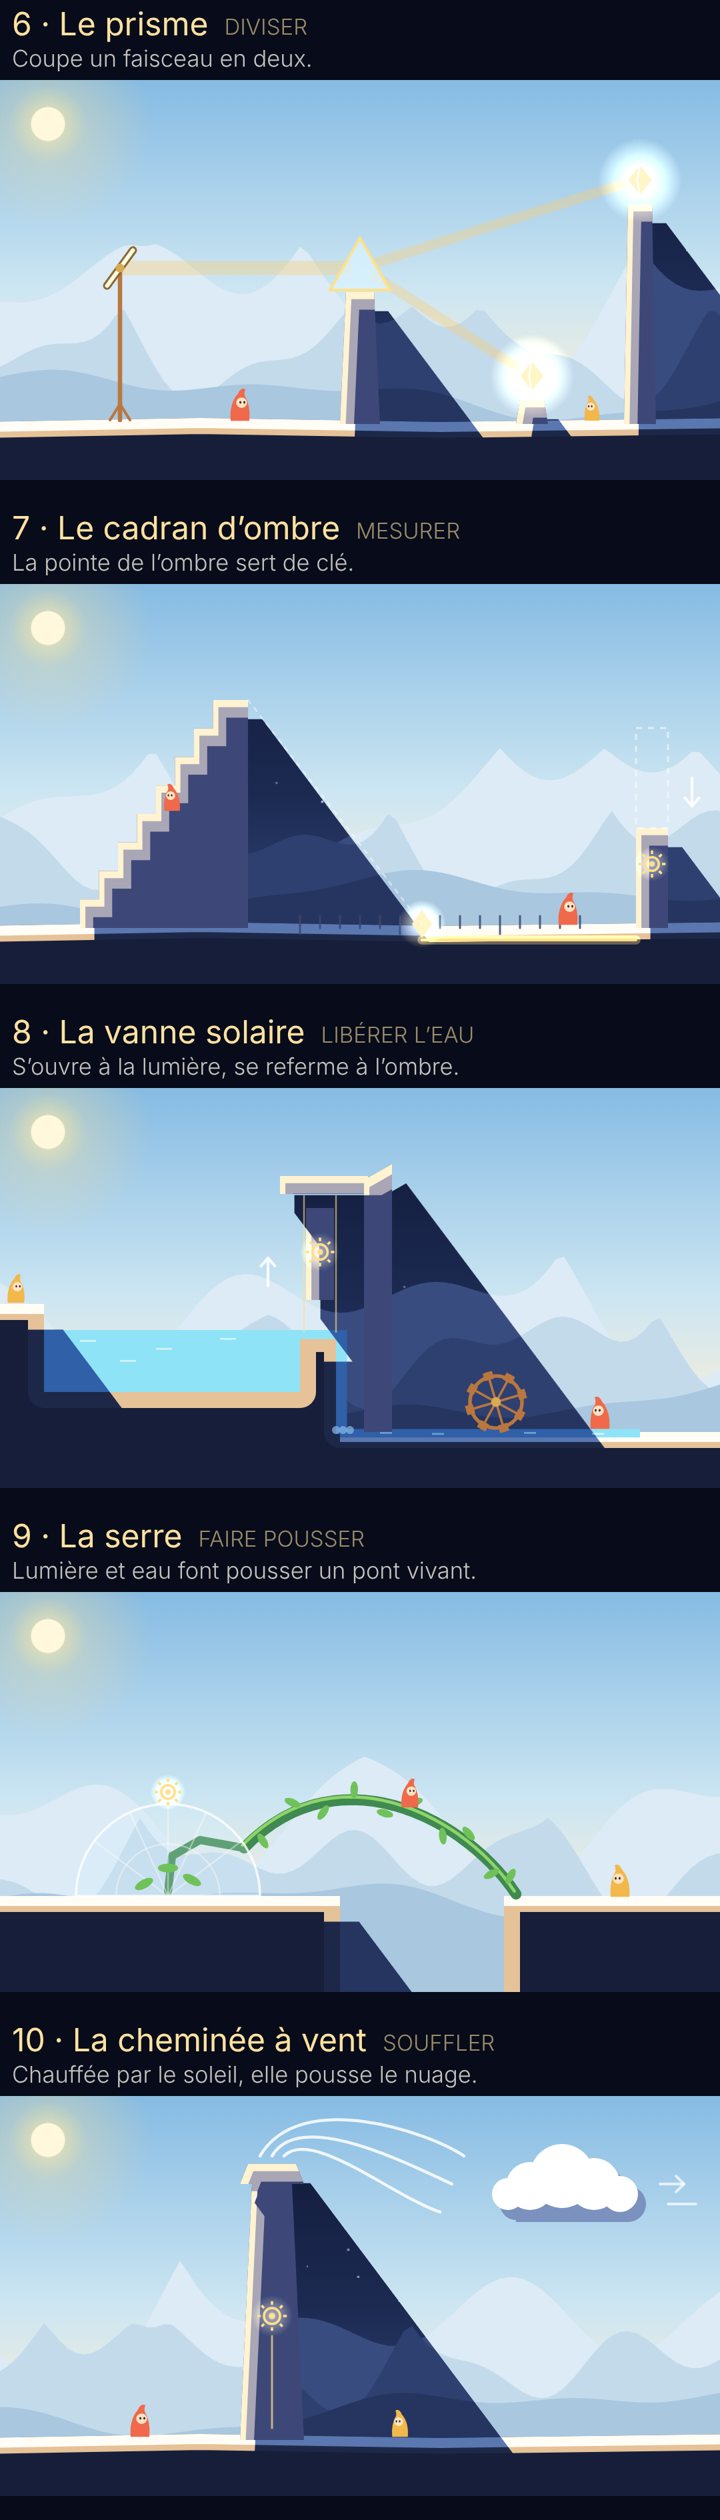 6 · Le prisme DIVISER
Coupe un faisceau en deux.
7 · Le cadran d’ombre MESURER
La pointe de l’ombre sert de clé.
8 · La vanne solaire LIBÉRER L’EAU
S’ouvre à la lumière, se referme à l’ombre.
9 · La serre FAIRE POUSSER
Lumière et eau font pousser un pont vivant.
10 · La cheminée à vent SOUFFLER
Chauffée par le soleil, elle pousse le nuage.